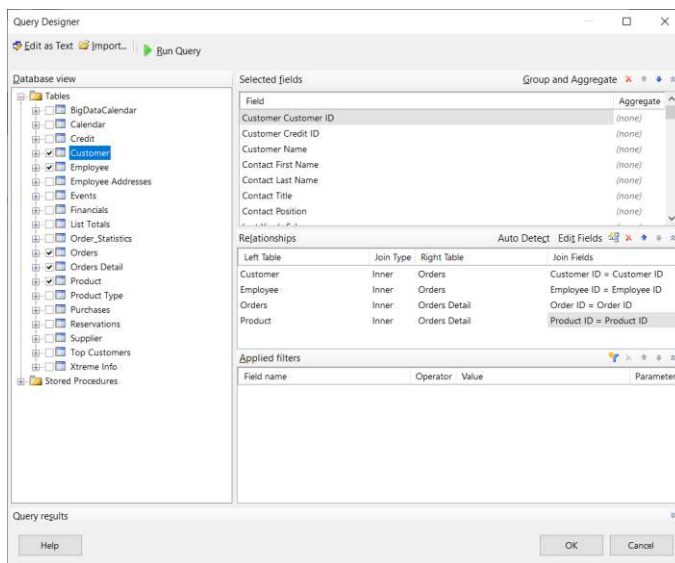 Query Designer
Edit as Text Import... Run Query
Database view
Tables
BigDataCalendar
Calendar
Credit
Customer
Employee
Employee Addresses
Events
Financials
List Totals
Order_Statistics
Orders
Orders Detail
Product
Product Type
Purchases
Reservations
Supplier
Top Customers
Xtreme Info
Stored Procedures
Selected fields Group and Aggregate
Field Aggregate
Customer Customer ID (none)
Customer Credit ID (none)
Customer Name (none)
Contact First Name (none)
Contact Last Name (none)
Contact Title (none)
Contact Position (none)
Relationships Auto Detect Edit Fields
Left Table Join Type Right Table Join Fields
Customer Inner Orders Customer ID = Customer ID
Employee Inner Orders Employee ID = Employee ID
Orders Inner Orders Detail Order ID = Order ID
Product Inner Orders Detail Product ID = Product ID
Applied filters
Field name Operator Value Parameter
Query results
Help OK Cancel